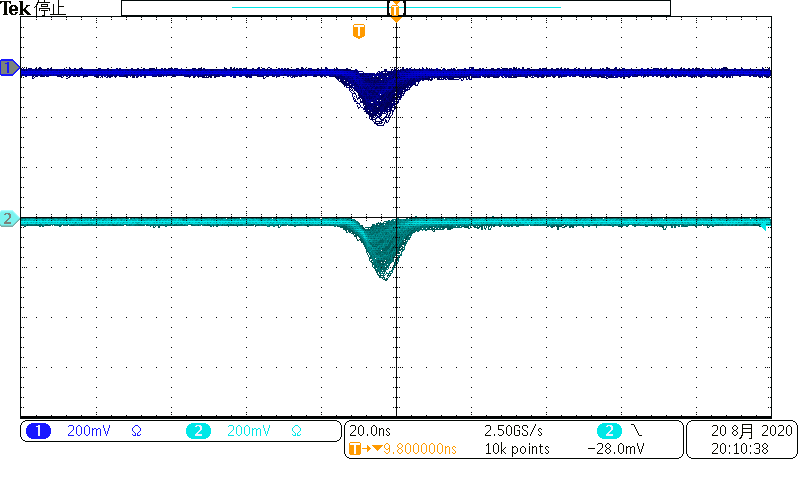 Tek 停止
T
T
1
2
1 200mV Ω 2 200mV Ω
20.0ns 2.50GS/s 2 -28.0mV
T→▼9.800000ns 10k points
20 8月 2020
20:10:38